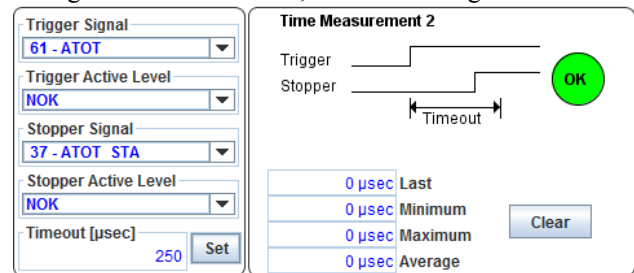 Trigger Signal
61 - ATOT
Trigger Active Level
NOK
Stopper Signal
37 - ATOT STA
Stopper Active Level
NOK
Timeout [µsec]
250 Set
Time Measurement 2
Trigger
Stopper
OK
Timeout
0 µsec Last
0 µsec Minimum
0 µsec Maximum
0 µsec Average
Clear